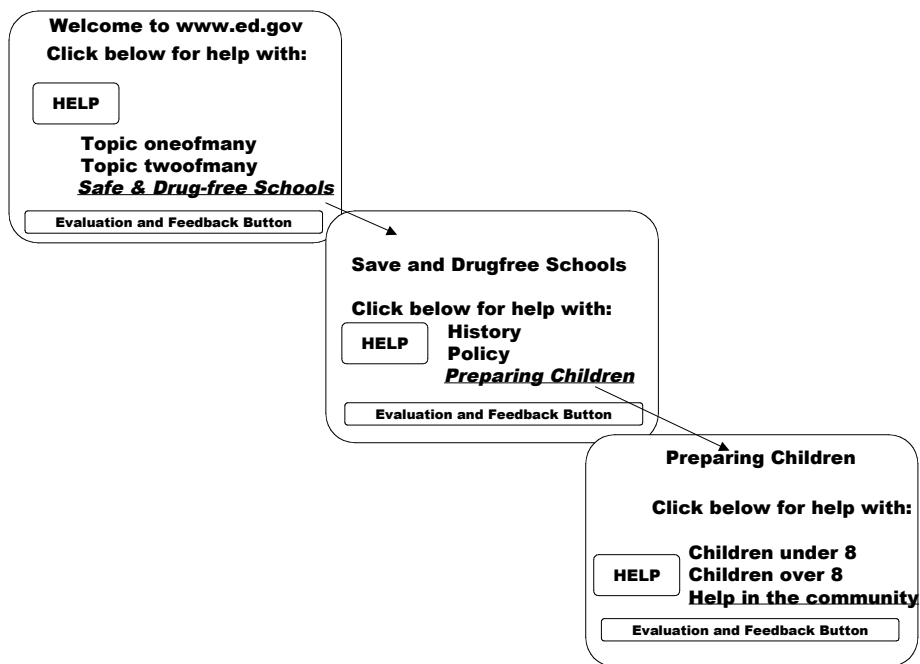 Welcome to www.ed.gov
Click below for help with:
HELP
Topic oneofmany
Topic twoofmany
Safe & Drug-free Schools
Evaluation and Feedback Button
Save and Drugfree Schools
Click below for help with:
HELP
History
Policy
Preparing Children
Evaluation and Feedback Button
Preparing Children
Click below for help with:
HELP
Children under 8
Children over 8
Help in the community
Evaluation and Feedback Button